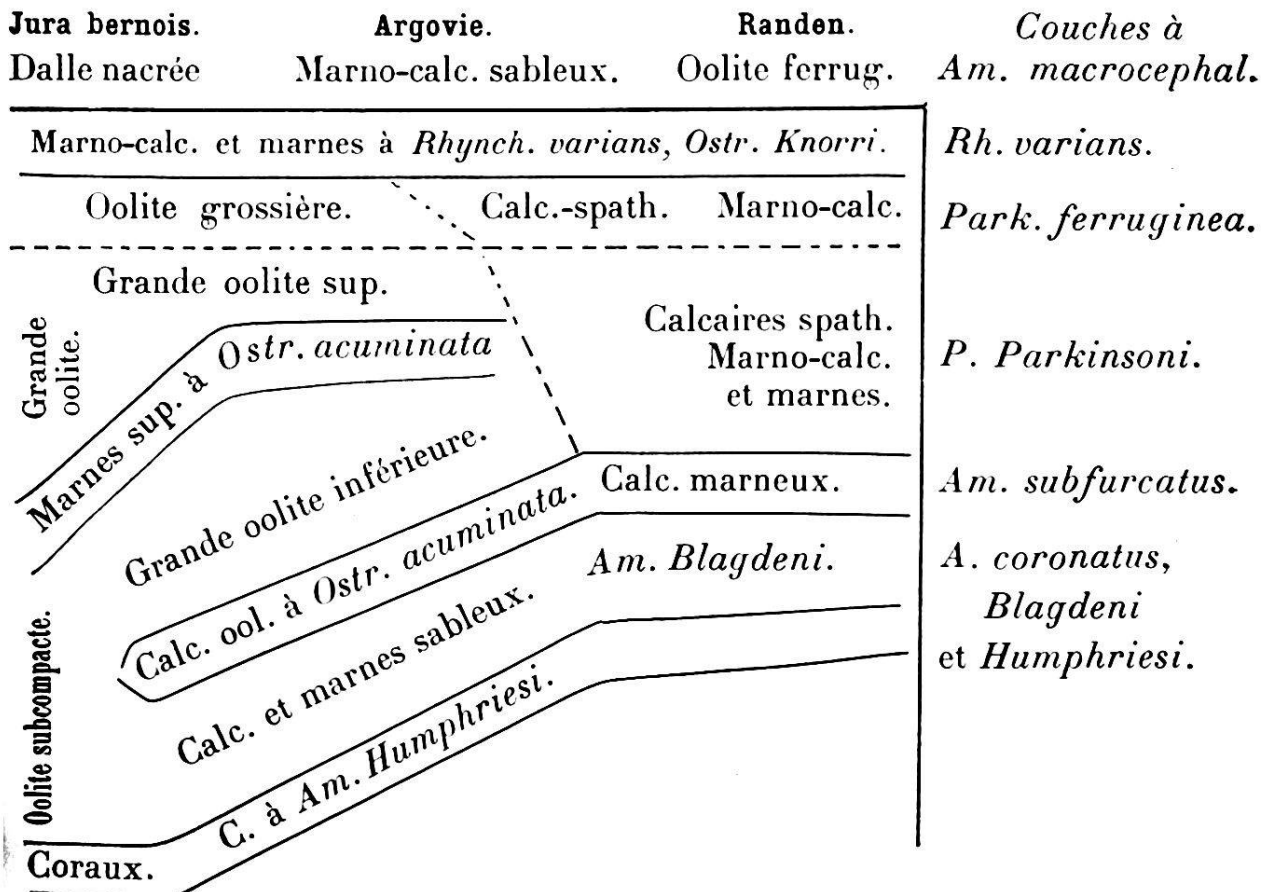 Jura bernois. Argovie. Randen. Couches à
Dalle nacrée Marno-calc. sableux. Oolite ferrug. Am. macrocephal.
Marno-calc. et marnes à Rhynch. varians, Ostr. Knorri. Rh. varians.
Oolite grossière. Calc.-spath. Marno-calc. Park. ferruginea.
Grande oolite sup.
Grande
oolite.
Marnes sup. à Ostr. acuminata
Calcaires spath.
Marno-calc.
et marnes.
P. Parkinsoni.
Grande oolite inférieure.
Calc. ool. à Ostr. acuminata.
Calc. marneux. Am. subfurcatus.
Am. Blagdeni.
A. coronatus,
Blagdeni
et Humphriesi.
Oolite subcompacte.
Calc. et marnes sableux.
C. à Am. Humphriesi.
Coraux.